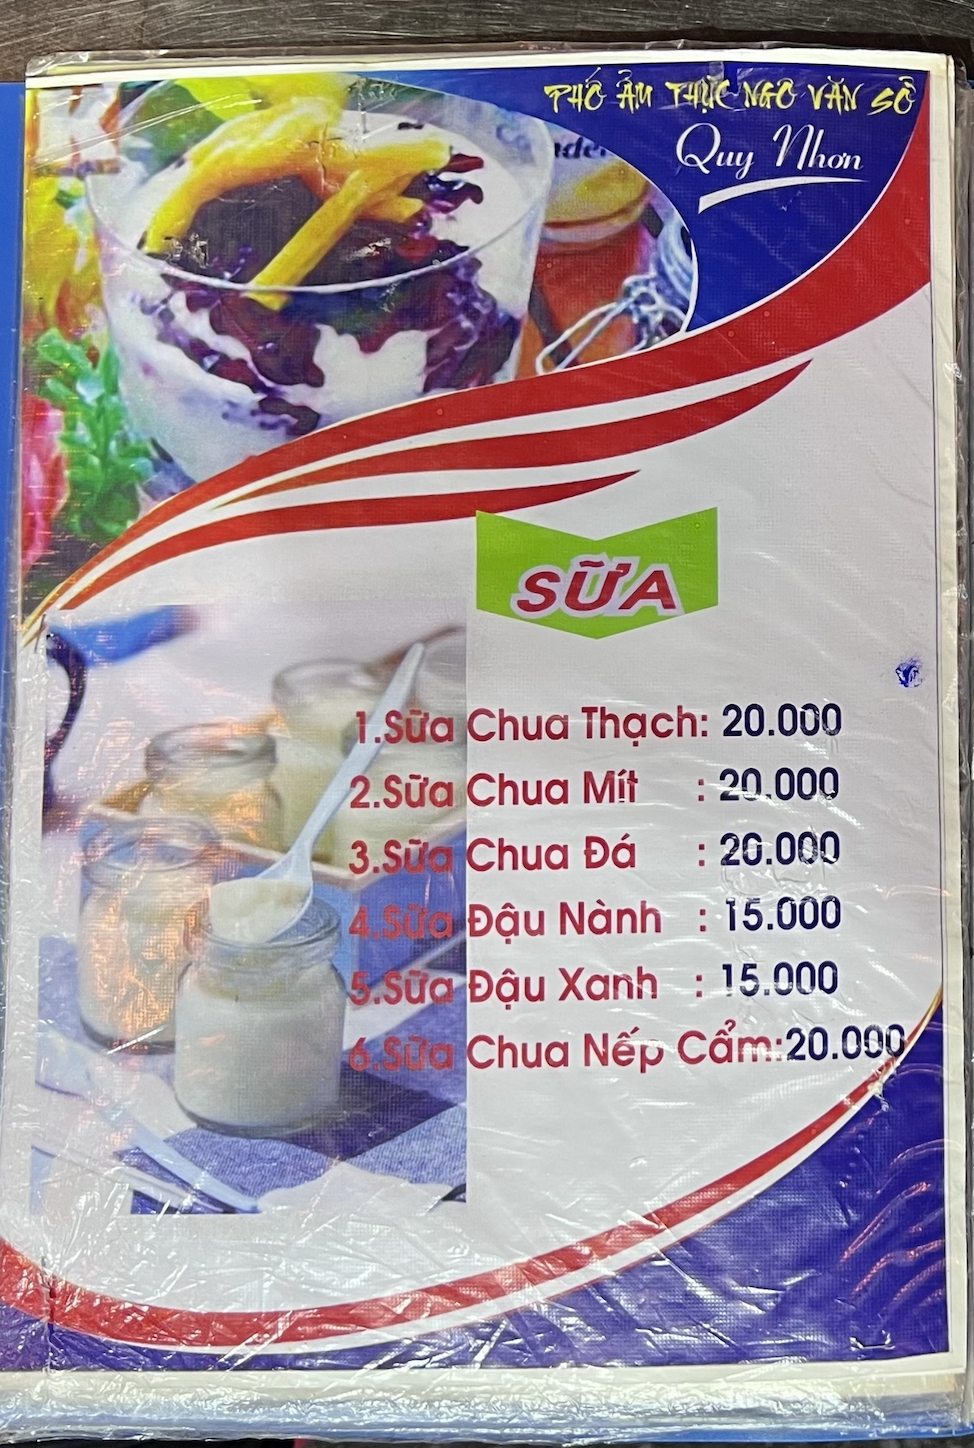 PHỐ ẨM THỰC NGÔ VĂN SỞ
Quy Nhơn
SỮA
1.Sữa Chua Thạch: 20.000
2.Sữa Chua Mít : 20.000
3.Sữa Chua Đá : 20.000
4.Sữa Đậu Nành : 15.000
5.Sữa Đậu Xanh : 15.000
6.Sữa Chua Nếp Cẩm:20.000